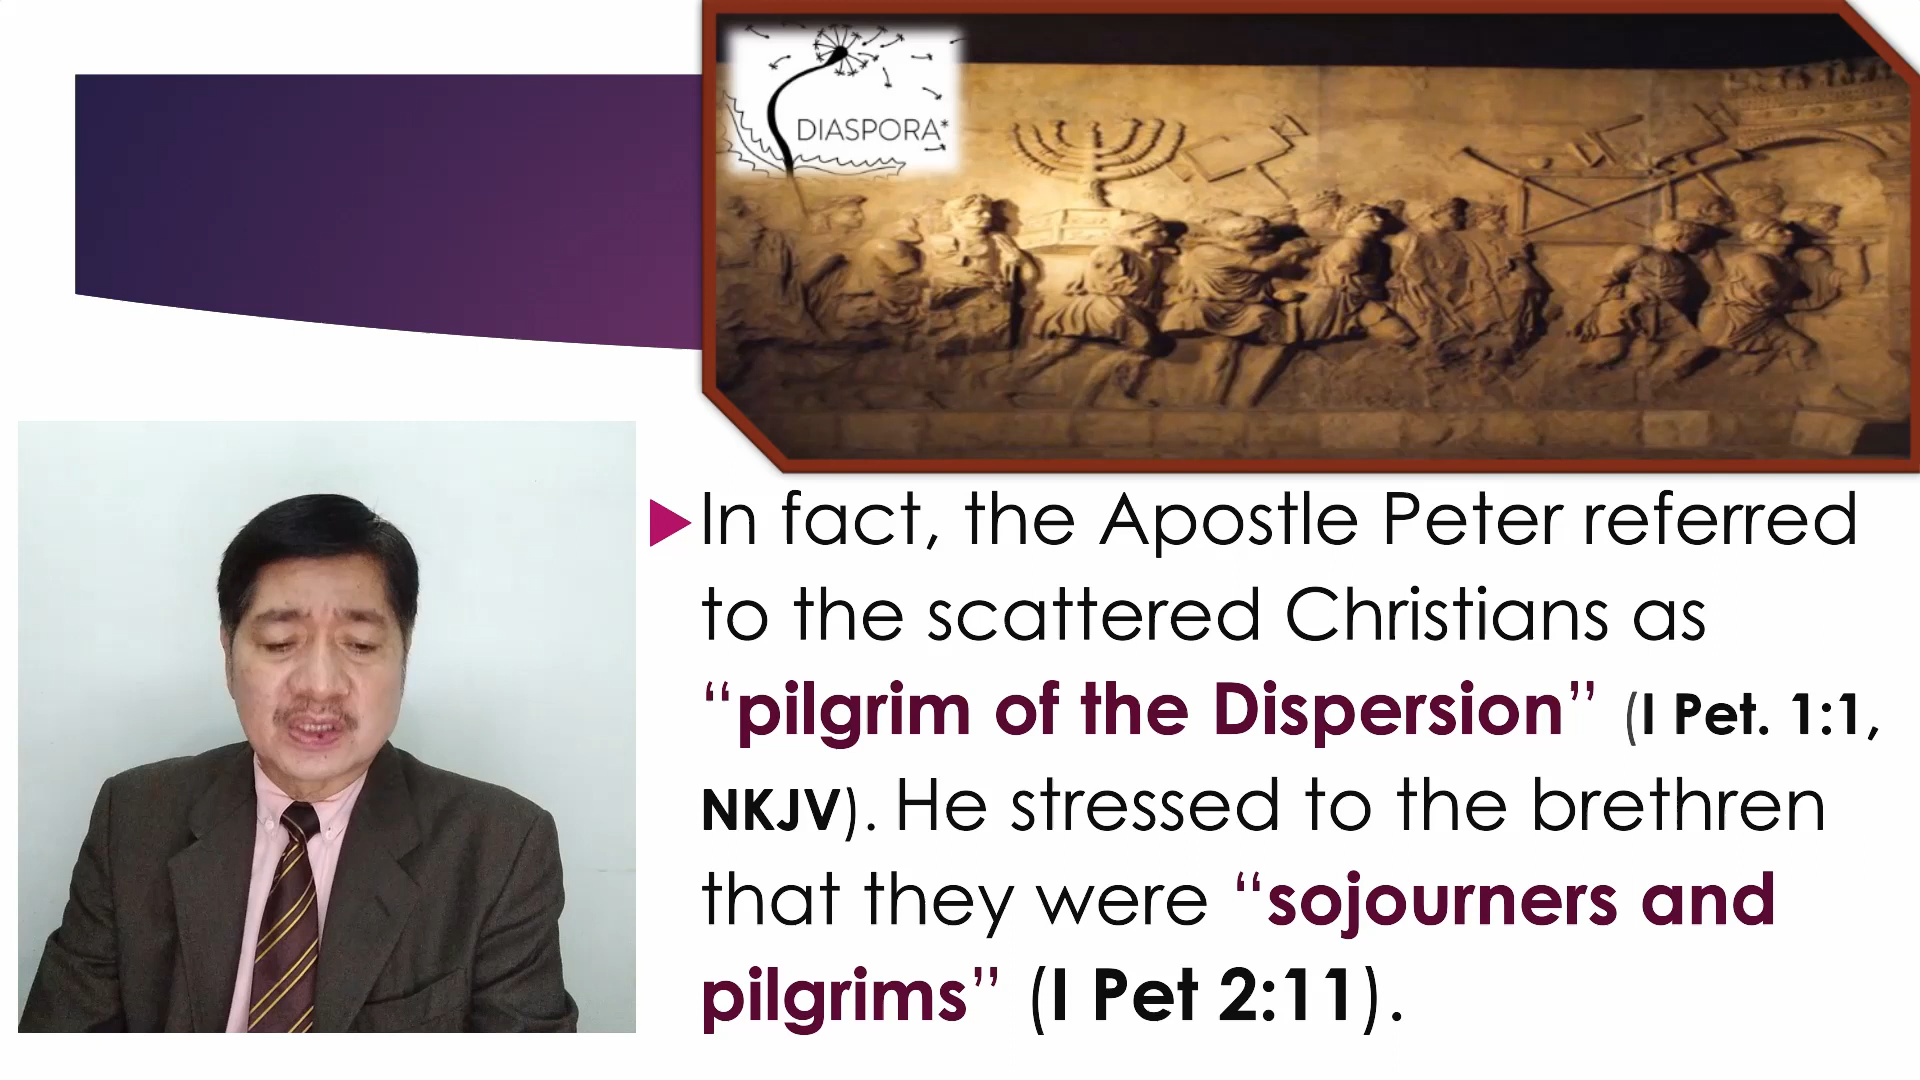 DIASPORA*
In fact, the Apostle Peter referred
to the scattered Christians as
“pilgrim of the Dispersion” (I Pet. 1:1,
NKJV). He stressed to the brethren
that they were “sojourners and
pilgrims” (I Pet 2:11).